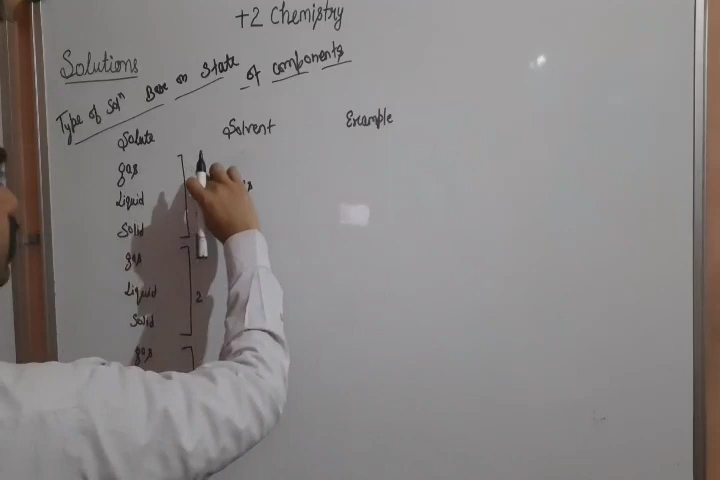 +2 Chemistry
Solutions
Type of Solⁿ Base on State of components
Solute Solvent Example
gas
Liquid
Solid
gas
Liquid 2
Solid
gas